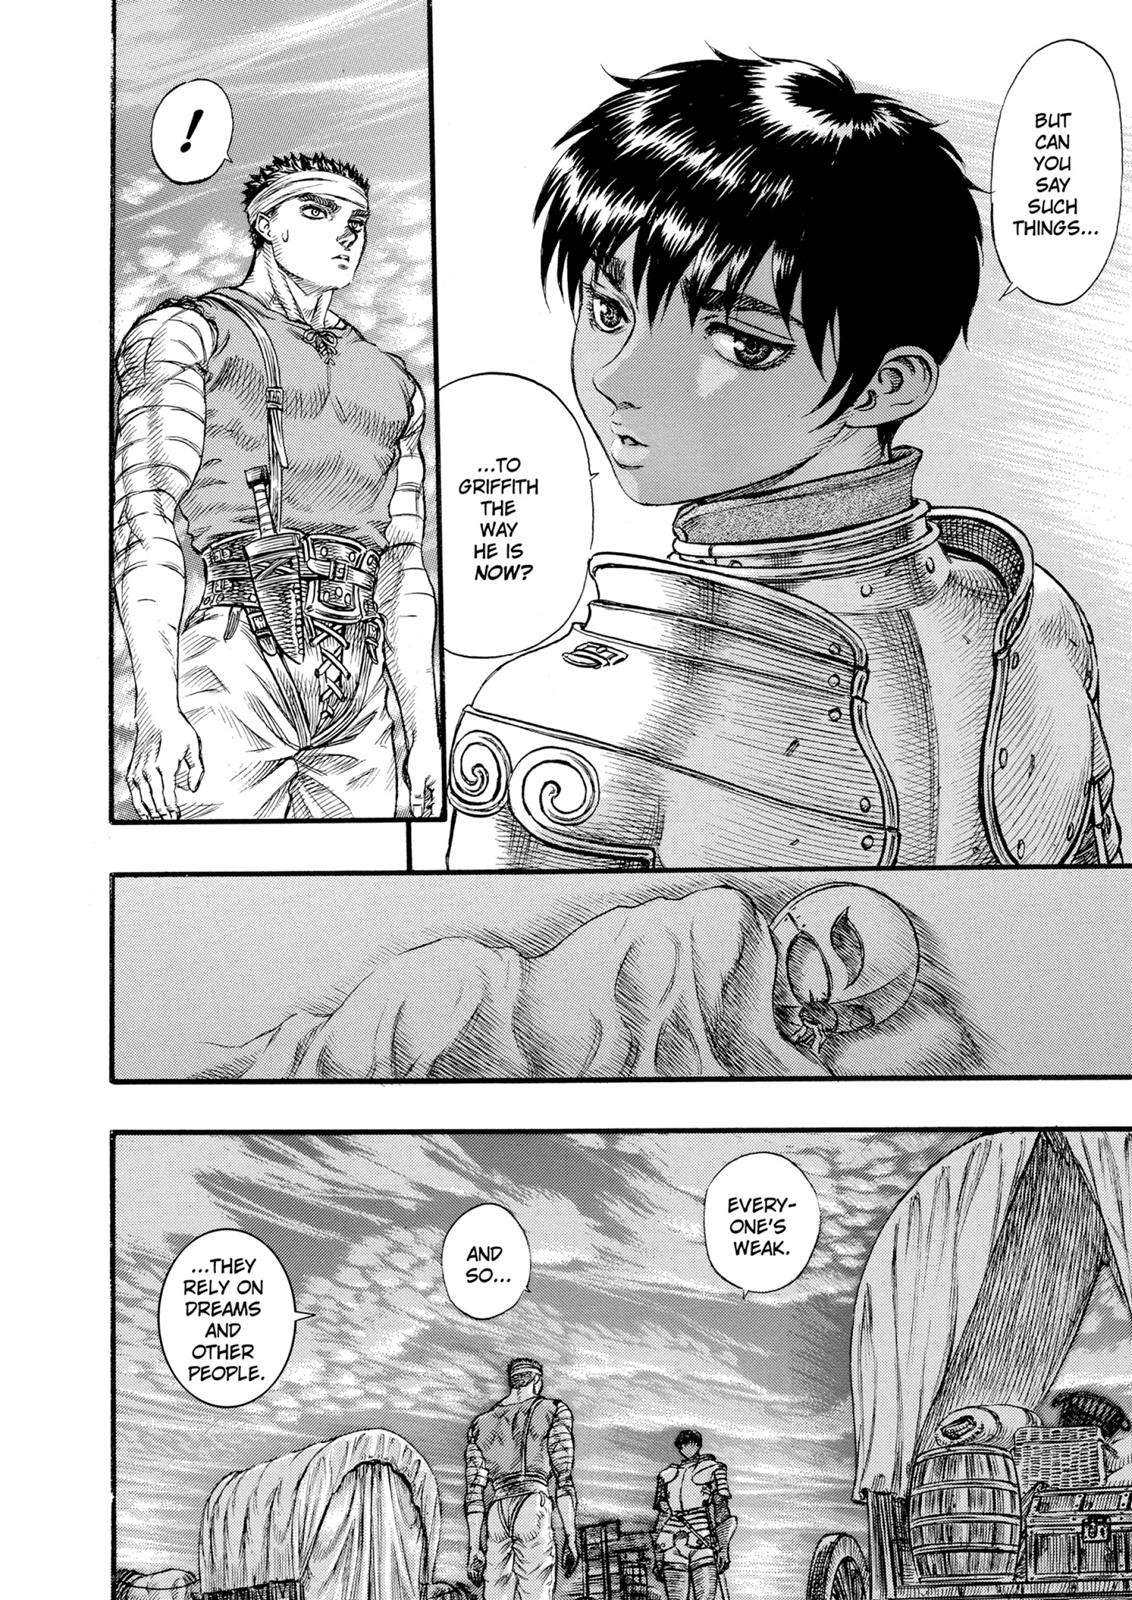 BUT
CAN
YOU
SAY
SUCH
THINGS...
...TO
GRIFFITH
THE
WAY
HE IS
NOW?
!
EVERY-
ONE'S
WEAK.
AND
SO...
...THEY
RELY ON
DREAMS
AND
OTHER
PEOPLE.